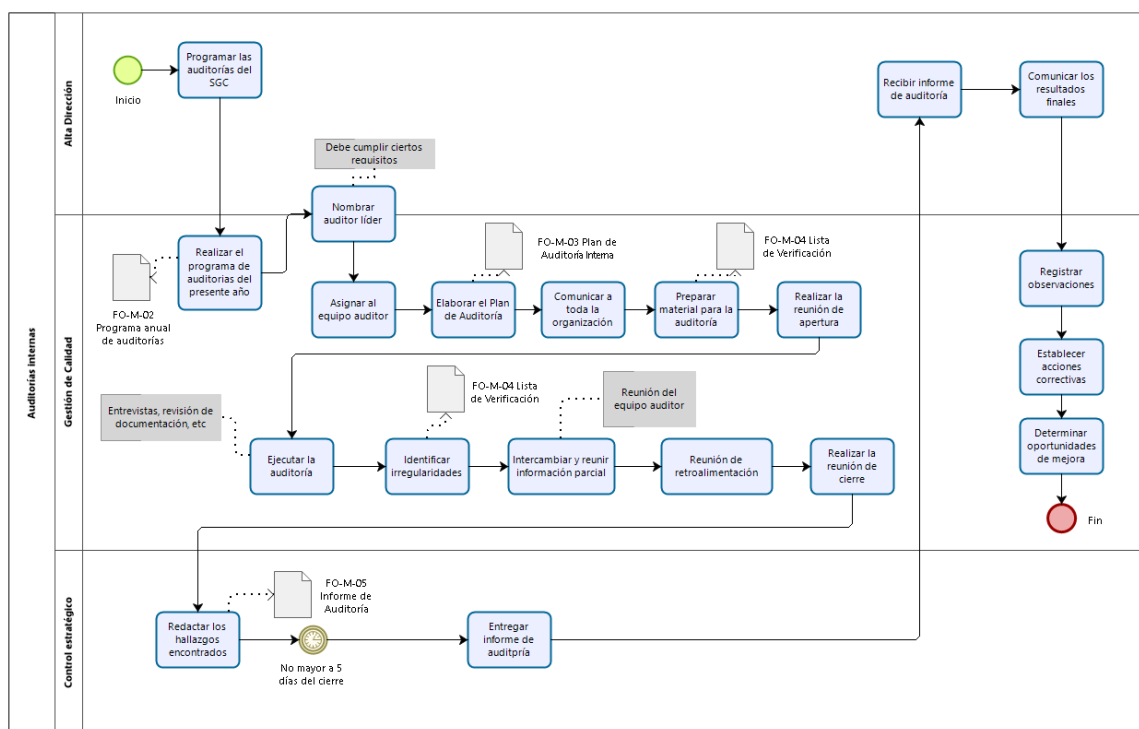 Auditorías Internas
Alta Dirección
Inicio
Programar las
auditorías del
SGC
Debe cumplir ciertos
requisitos
Nombrar
auditor líder
Recibir informe
de auditoría
Comunicar los
resultados
finales
Gestión de Calidad
Realizar el
programa de
auditorias del
presente año
FO-M-02
Programa anual
de auditorías
Asignar al
equipo auditor
FO-M-03 Plan de
Auditoría Interna
Elaborar el Plan
de Auditoría
Comunicar a
toda la
organización
FO-M-04 Lista
de Verificación
Preparar
material para la
auditoría
Realizar la
reunión de
apertura
Entrevistas, revisión de
documentación, etc
Ejecutar la
auditoría
FO-M-04 Lista
de Verificación
Identificar
irregularidades
Reunión del
equipo auditor
Intercambiar y reunir
información parcial
Reunión de
retroalimentación
Realizar la
reunión de
cierre
Registrar
observaciones
Establecer
acciones
correctivas
Determinar
oportunidades
de mejora
Fin
Control estratégico
Redactar los
hallazgos
encontrados
FO-M-05
Informe de
Auditoría
No mayor a 5
días del cierre
Entregar
informe de
auditpría